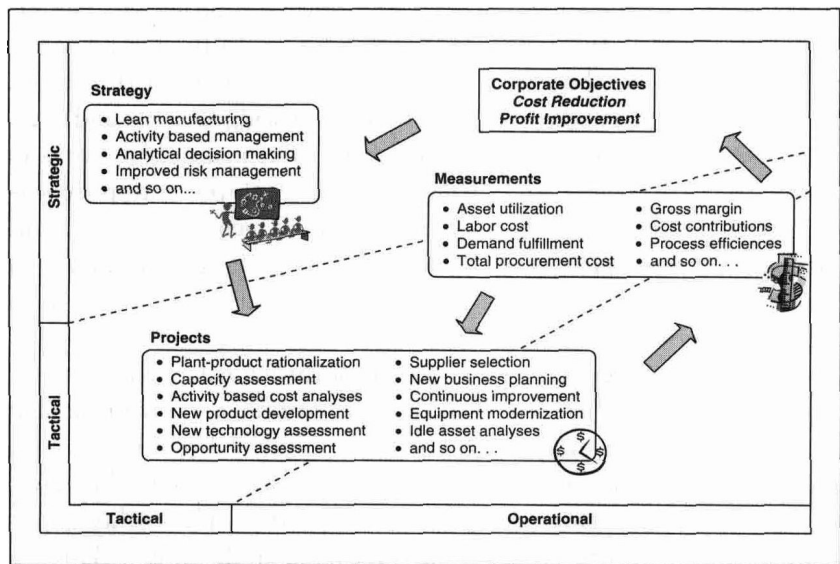 Strategic
Tactical
Strategy
• Lean manufacturing
• Activity based management
• Analytical decision making
• Improved risk management
• and so on...
Corporate Objectives
Cost Reduction
Profit Improvement
Measurements
• Asset utilization
• Labor cost
• Demand fulfillment
• Total procurement cost
• Gross margin
• Cost contributions
• Process efficiences
• and so on. . .
Projects
• Plant-product rationalization
• Capacity assessment
• Activity based cost analyses
• New product development
• New technology assessment
• Opportunity assessment
• Supplier selection
• New business planning
• Continuous improvement
• Equipment modernization
• Idle asset analyses
• and so on. . .
$
$ $
$
$
Tactical
Operational